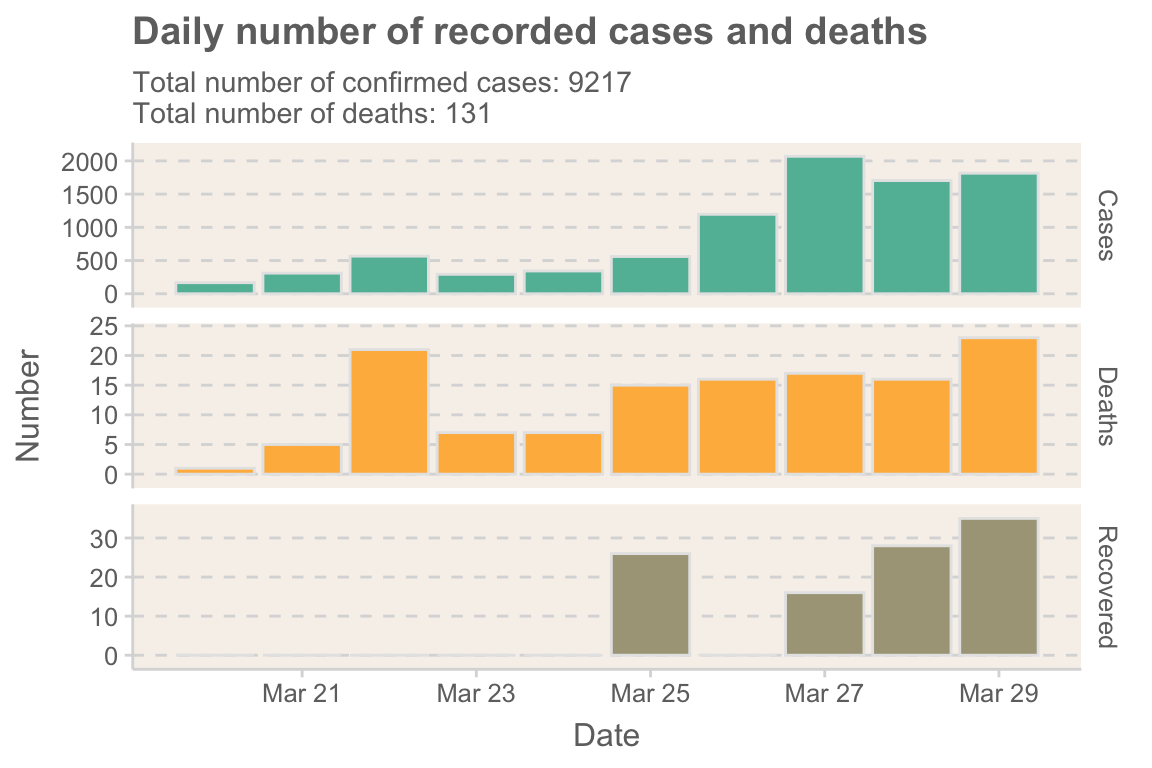 Daily number of recorded cases and deaths
Total number of confirmed cases: 9217
Total number of deaths: 131
2000
1500
1000
500
0
Cases
25
20
15
10
5
0
Deaths
Number
30
20
10
0
Recovered
Mar 21 Mar 23 Mar 25 Mar 27 Mar 29
Date